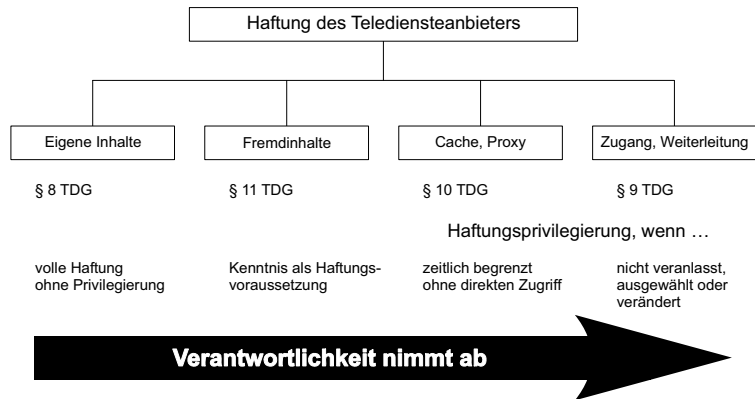 Haftung des Telediensteanbieters
Eigene Inhalte
Fremdinhalte
Cache, Proxy
Zugang, Weiterleitung
§ 8 TDG
§ 11 TDG
§ 10 TDG
§ 9 TDG
Haftungsprivilegierung, wenn …
volle Haftung
ohne Privilegierung
Kenntnis als Haftungs-
voraussetzung
zeitlich begrenzt
ohne direkten Zugriff
nicht veranlasst,
ausgewählt oder
verändert
Verantwortlichkeit nimmt ab